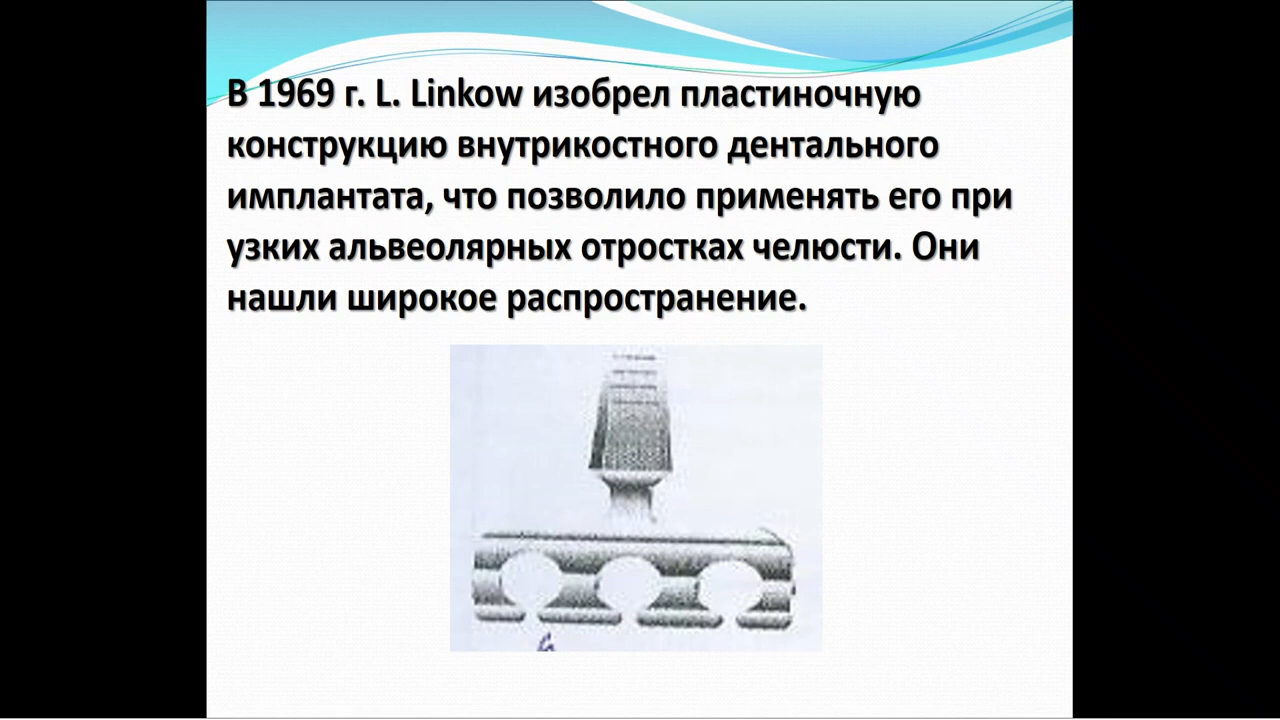 В 1969 г. L. Linkow изобрел пластиночную
конструкцию внутрикостного дентального
имплантата, что позволило применять его при
узких альвеолярных отростках челюсти. Они
нашли широкое распространение.